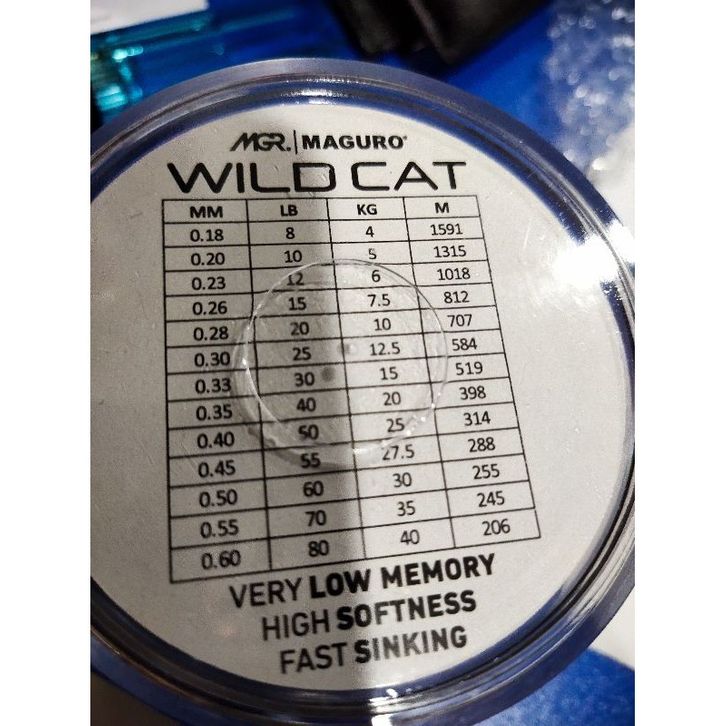 MGR. | MAGURO®
WILD CAT
MM LB KG M
0.18 8 4 1591
0.20 10 5 1315
0.23 12 6 1018
0.26 15 7.5 812
0.28 20 10 707
0.30 25 12.5 584
0.33 30 15 519
0.35 40 20 398
0.40 50 25 314
0.45 55 27.5 288
0.50 60 30 255
0.55 70 35 245
0.60 80 40 206
VERY LOW MEMORY
HIGH SOFTNESS
FAST SINKING